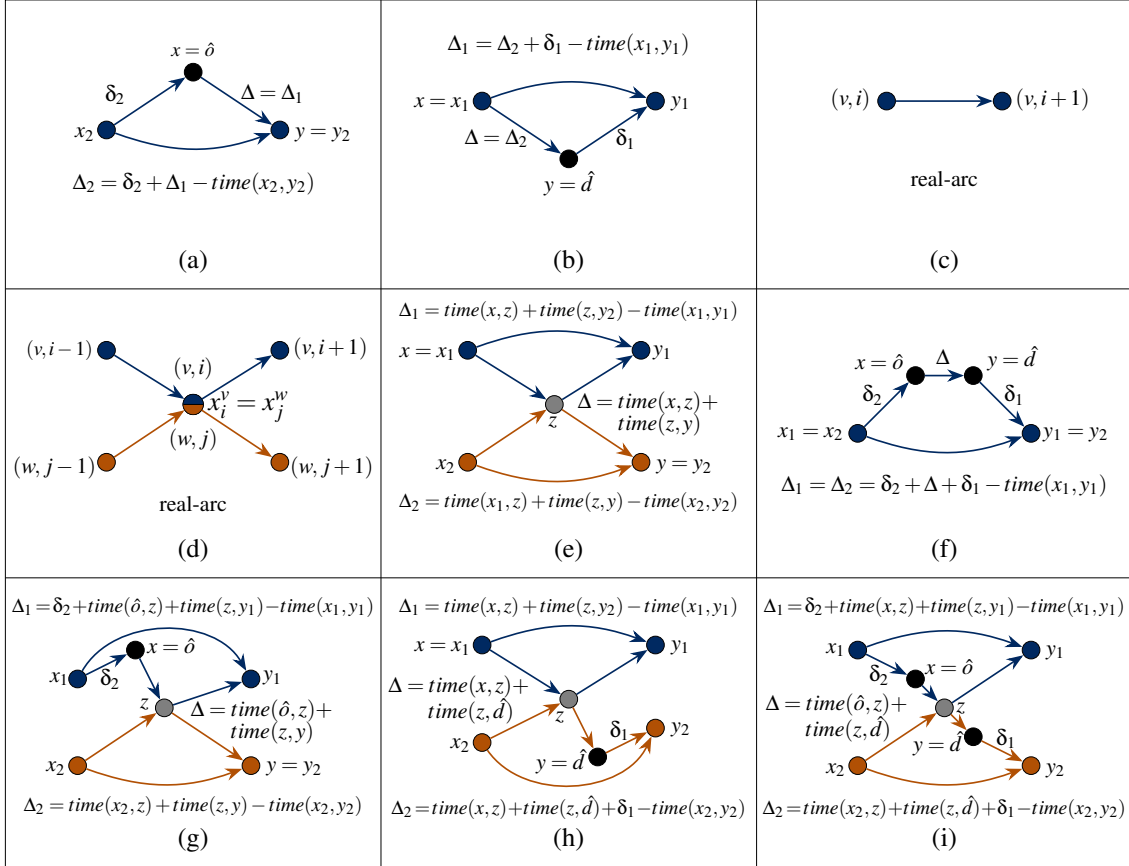 x = ô
δ₂
Δ = Δ₁
x₂
y = y₂
Δ₂ = δ₂ + Δ₁ − time(x₂, y₂)
(a)
Δ₁ = Δ₂ + δ₁ − time(x₁, y₁)
x = x₁
y₁
Δ = Δ₂
δ₁
y = d̂
(b)
(v, i)
(v, i+1)
real-arc
(c)
(v, i−1)
(v, i+1)
(v, i)
xᵢᵛ = xⱼʷ
(w, j)
(w, j−1)
(w, j+1)
real-arc
(d)
Δ₁ = time(x, z) + time(z, y₂) − time(x₁, y₁)
x = x₁
y₁
z
Δ = time(x, z)+
time(z, y)
x₂
y = y₂
Δ₂ = time(x₁, z) + time(z, y) − time(x₂, y₂)
(e)
x = ô
Δ
y = d̂
δ₂
δ₁
x₁ = x₂
y₁ = y₂
Δ₁ = Δ₂ = δ₂ + Δ + δ₁ − time(x₁, y₁)
(f)
Δ₁ = δ₂ + time(ô, z) + time(z, y₁) − time(x₁, y₁)
x = ô
x₁
δ₂
y₁
z
Δ = time(ô, z)+
time(z, y)
x₂
y = y₂
Δ₂ = time(x₂, z) + time(z, y) − time(x₂, y₂)
(g)
Δ₁ = time(x, z) + time(z, y₂) − time(x₁, y₁)
x = x₁
y₁
Δ = time(x, z)+
time(z, d̂)
z
x₂
δ₁
y₂
y = d̂
Δ₂ = time(x, z) + time(z, d̂) + δ₁ − time(x₂, y₂)
(h)
Δ₁ = δ₂ + time(x, z) + time(z, y₁) − time(x₁, y₁)
x₁
y₁
δ₂
x = ô
Δ = time(ô, z)+
time(z, d̂)
z
y = d̂
δ₁
x₂
y₂
Δ₂ = time(x₂, z) + time(z, d̂) + δ₁ − time(x₂, y₂)
(i)